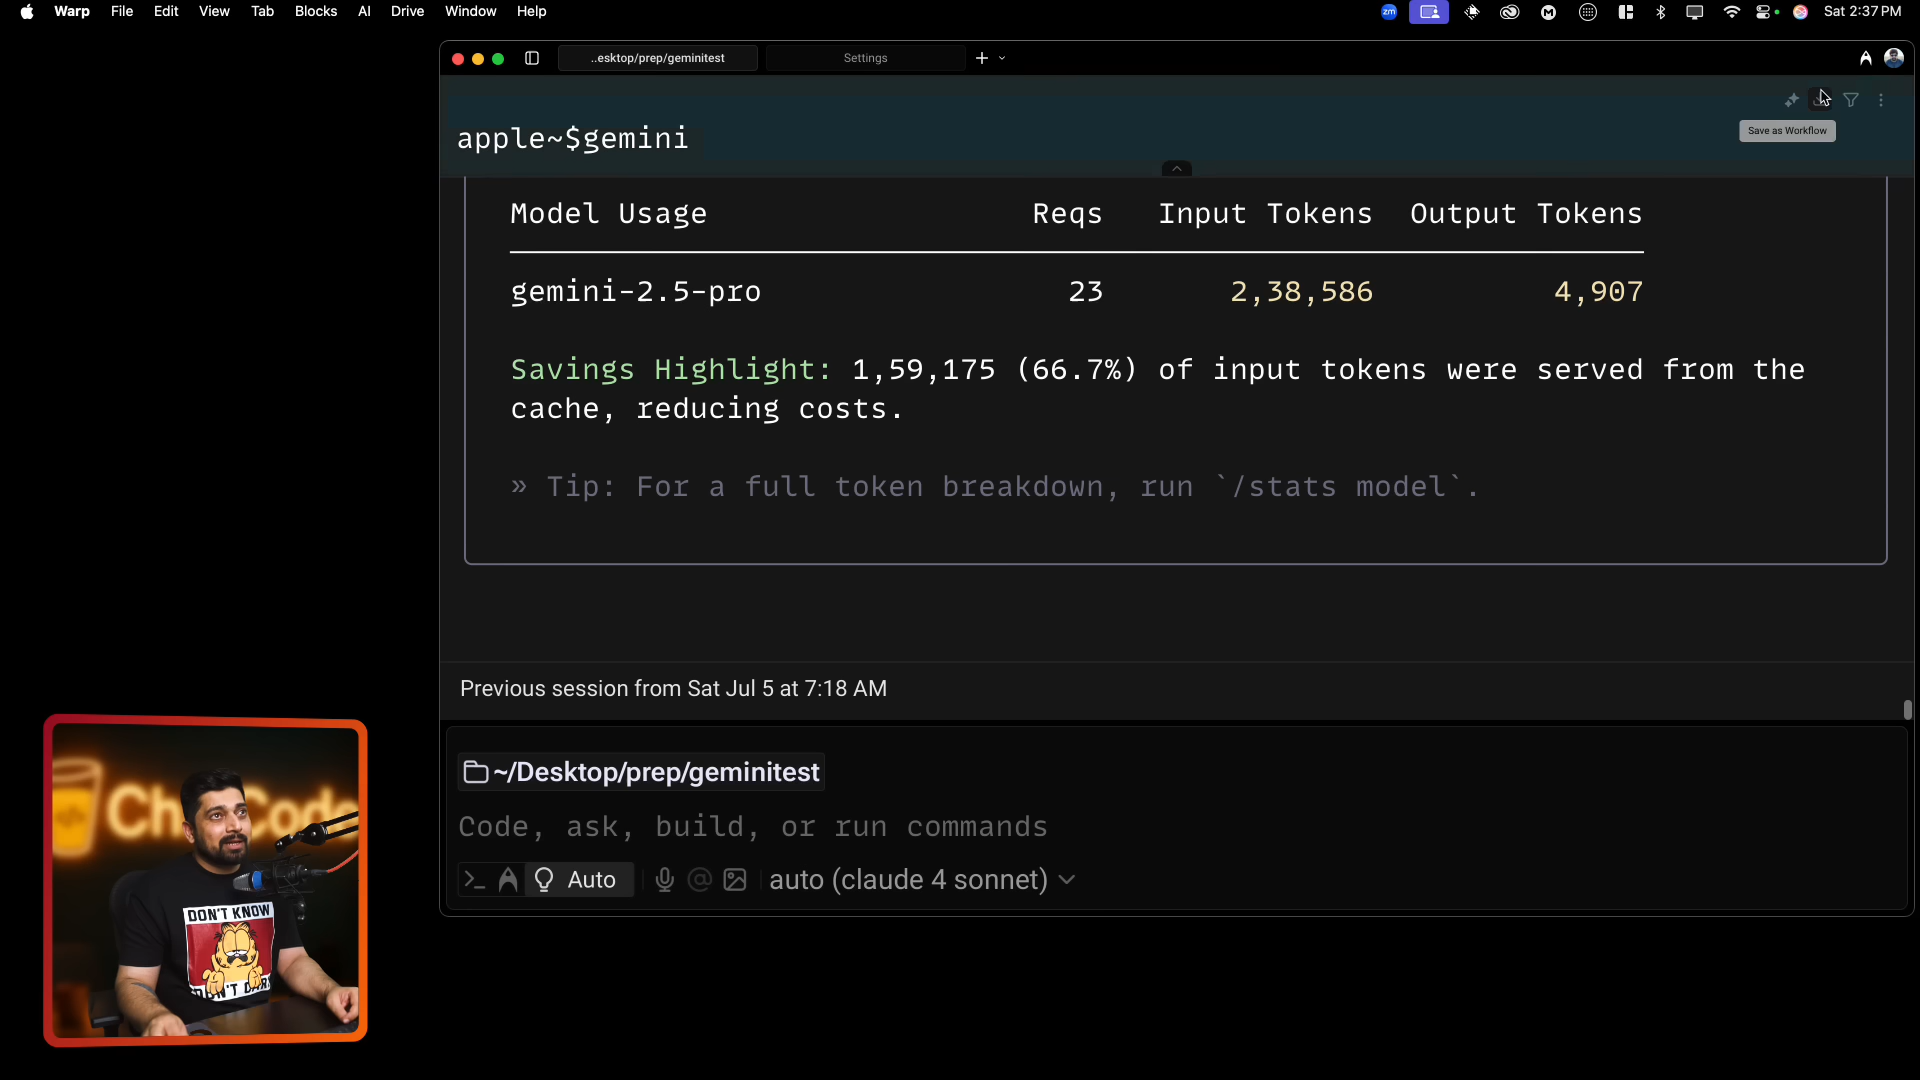 Warp File Edit View Tab Blocks AI Drive Window Help
zm
Sat 2:37 PM
..esktop/prep/geminitest
Settings
apple~$gemini
Save as Workflow
Model Usage Reqs Input Tokens Output Tokens
gemini-2.5-pro 23 2,38,586 4,907
Savings Highlight: 1,59,175 (66.7%) of input tokens were served from the
cache, reducing costs.
» Tip: For a full token breakdown, run `/stats model`.
Previous session from Sat Jul 5 at 7:18 AM
~/Desktop/prep/geminitest
Code, ask, build, or run commands
Auto
auto (claude 4 sonnet)
DON'T KNOW